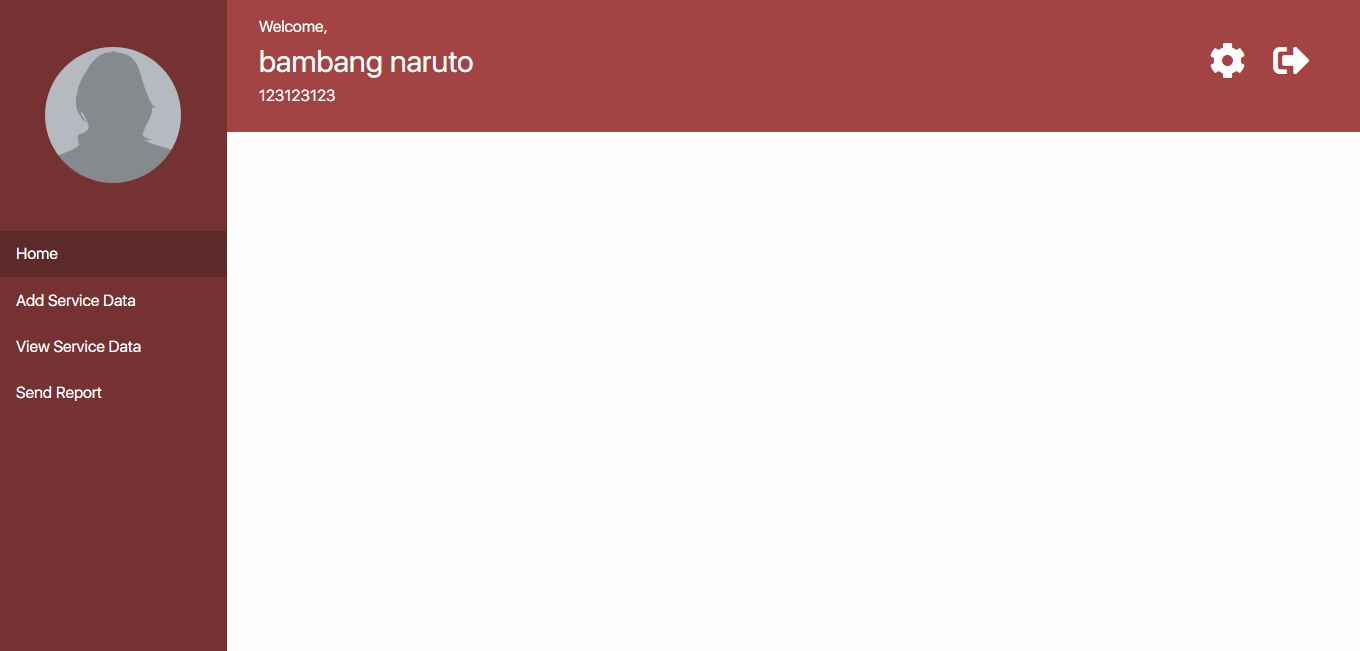 Welcome,
bambang naruto
123123123
Home
Add Service Data
View Service Data
Send Report